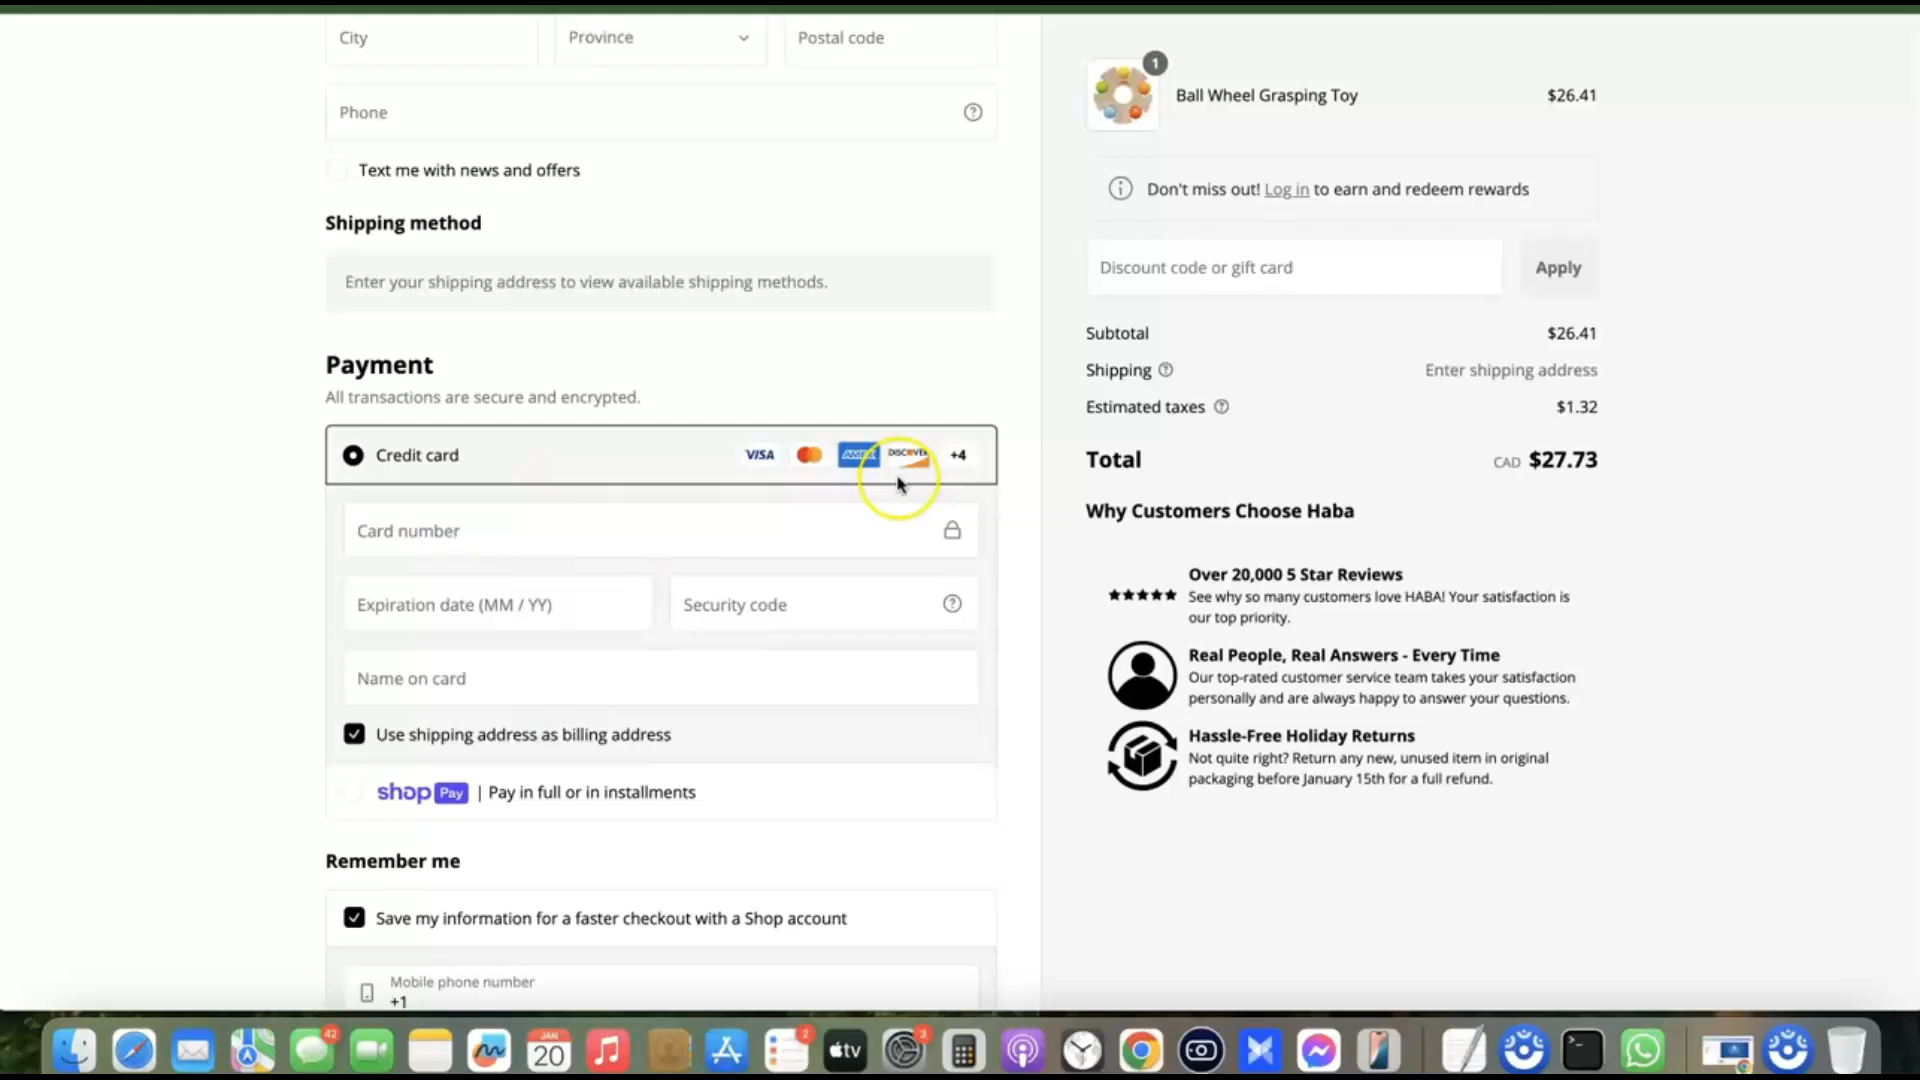 City
Province
Postal code
Phone
Text me with news and offers
Shipping method
Enter your shipping address to view available shipping methods.
Payment
All transactions are secure and encrypted.
Credit card
VISA
AMEX
DISCOVER
+4
Card number
Expiration date (MM / YY)
Security code
Name on card
Use shipping address as billing address
shop Pay | Pay in full or in installments
Remember me
Save my information for a faster checkout with a Shop account
Mobile phone number
+1
1
Ball Wheel Grasping Toy $26.41
Don't miss out! Log in to earn and redeem rewards
Discount code or gift card
Apply
Subtotal $26.41
Shipping Enter shipping address
Estimated taxes $1.32
Total CAD $27.73
Why Customers Choose Haba
Over 20,000 5 Star Reviews
See why so many customers love HABA! Your satisfaction is
our top priority.
Real People, Real Answers - Every Time
Our top-rated customer service team takes your satisfaction
personally and are always happy to answer your questions.
Hassle-Free Holiday Returns
Not quite right? Return any new, unused item in original
packaging before January 15th for a full refund.
42
JAN
20
2
tv
3